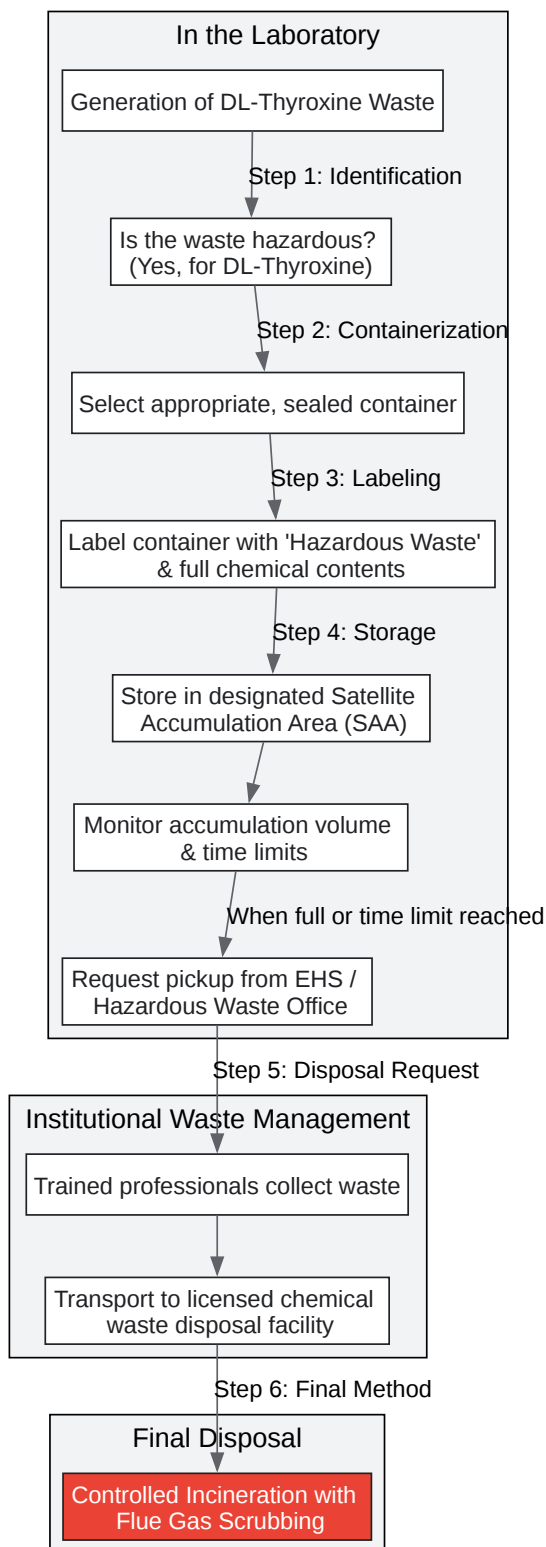 In the Laboratory
Generation of DL-Thyroxine Waste
Step 1: Identification
Is the waste hazardous?
(Yes, for DL-Thyroxine)
Step 2: Containerization
Select appropriate, sealed container
Step 3: Labeling
Label container with 'Hazardous Waste'
& full chemical contents
Step 4: Storage
Store in designated Satellite
Accumulation Area (SAA)
Monitor accumulation volume
& time limits
When full or time limit reached
Request pickup from EHS /
Hazardous Waste Office
Step 5: Disposal Request
Institutional Waste Management
Trained professionals collect waste
Transport to licensed chemical
waste disposal facility
Step 6: Final Method
Final Disposal
Controlled Incineration with
Flue Gas Scrubbing